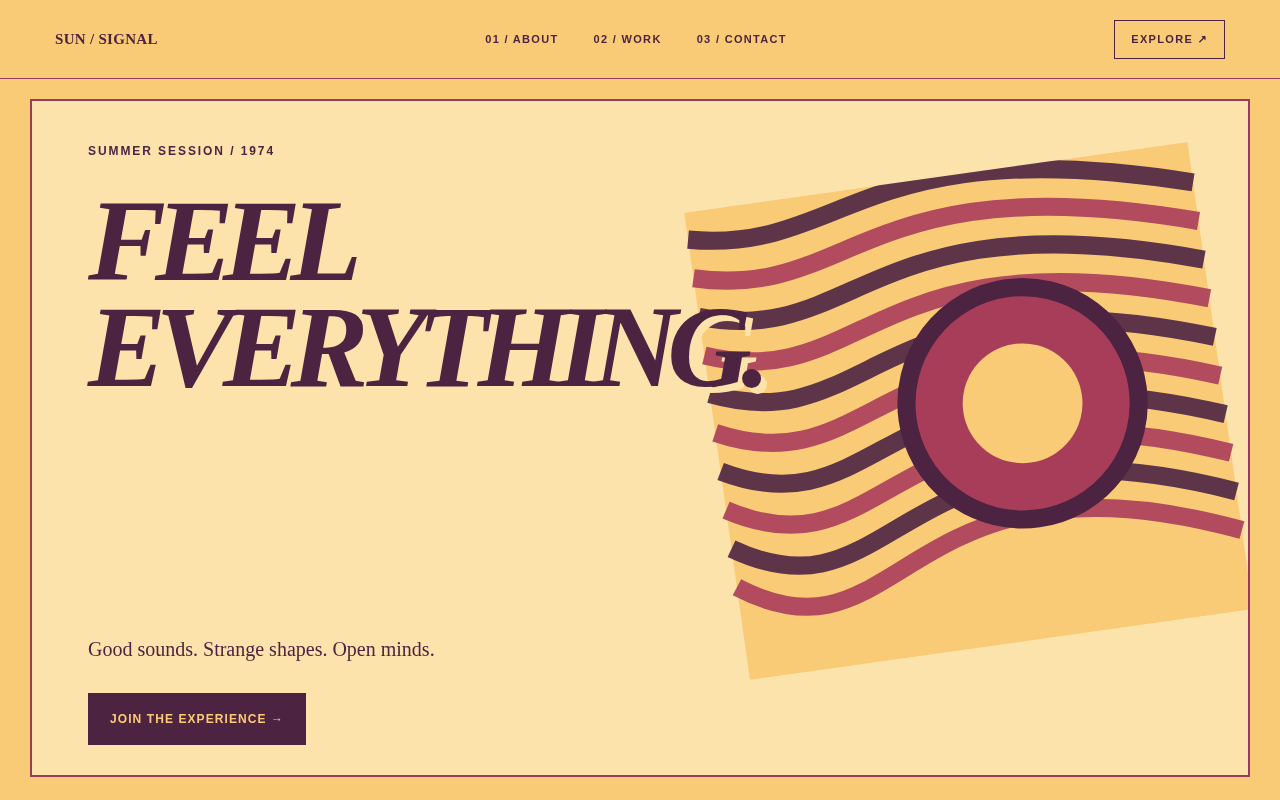 SUN / SIGNAL
01 / ABOUT
02 / WORK
03 / CONTACT
EXPLORE ↗
SUMMER SESSION / 1974
FEEL
EVERYTHING.
Good sounds. Strange shapes. Open minds.
JOIN THE EXPERIENCE →